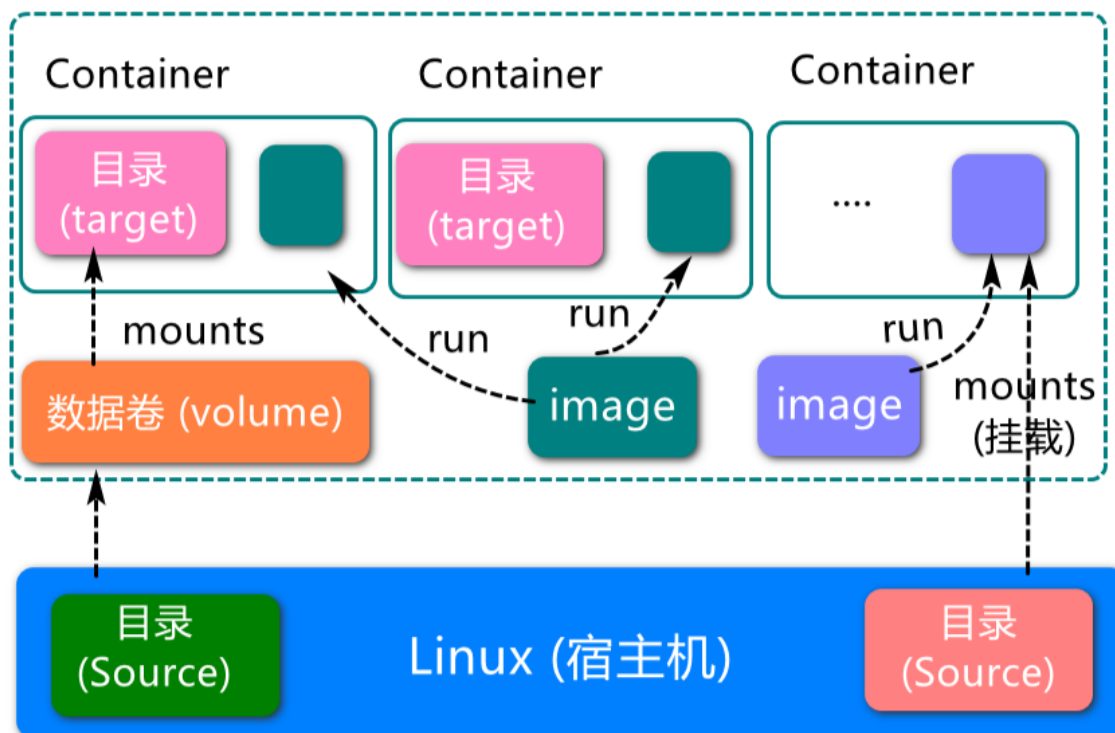 Container
Container
Container
目录
(target)
目录
(target)
....
mounts
run
run
run
数据卷 (volume)
image
image
mounts
(挂载)
目录
(Source)
Linux (宿主机)
目录
(Source)